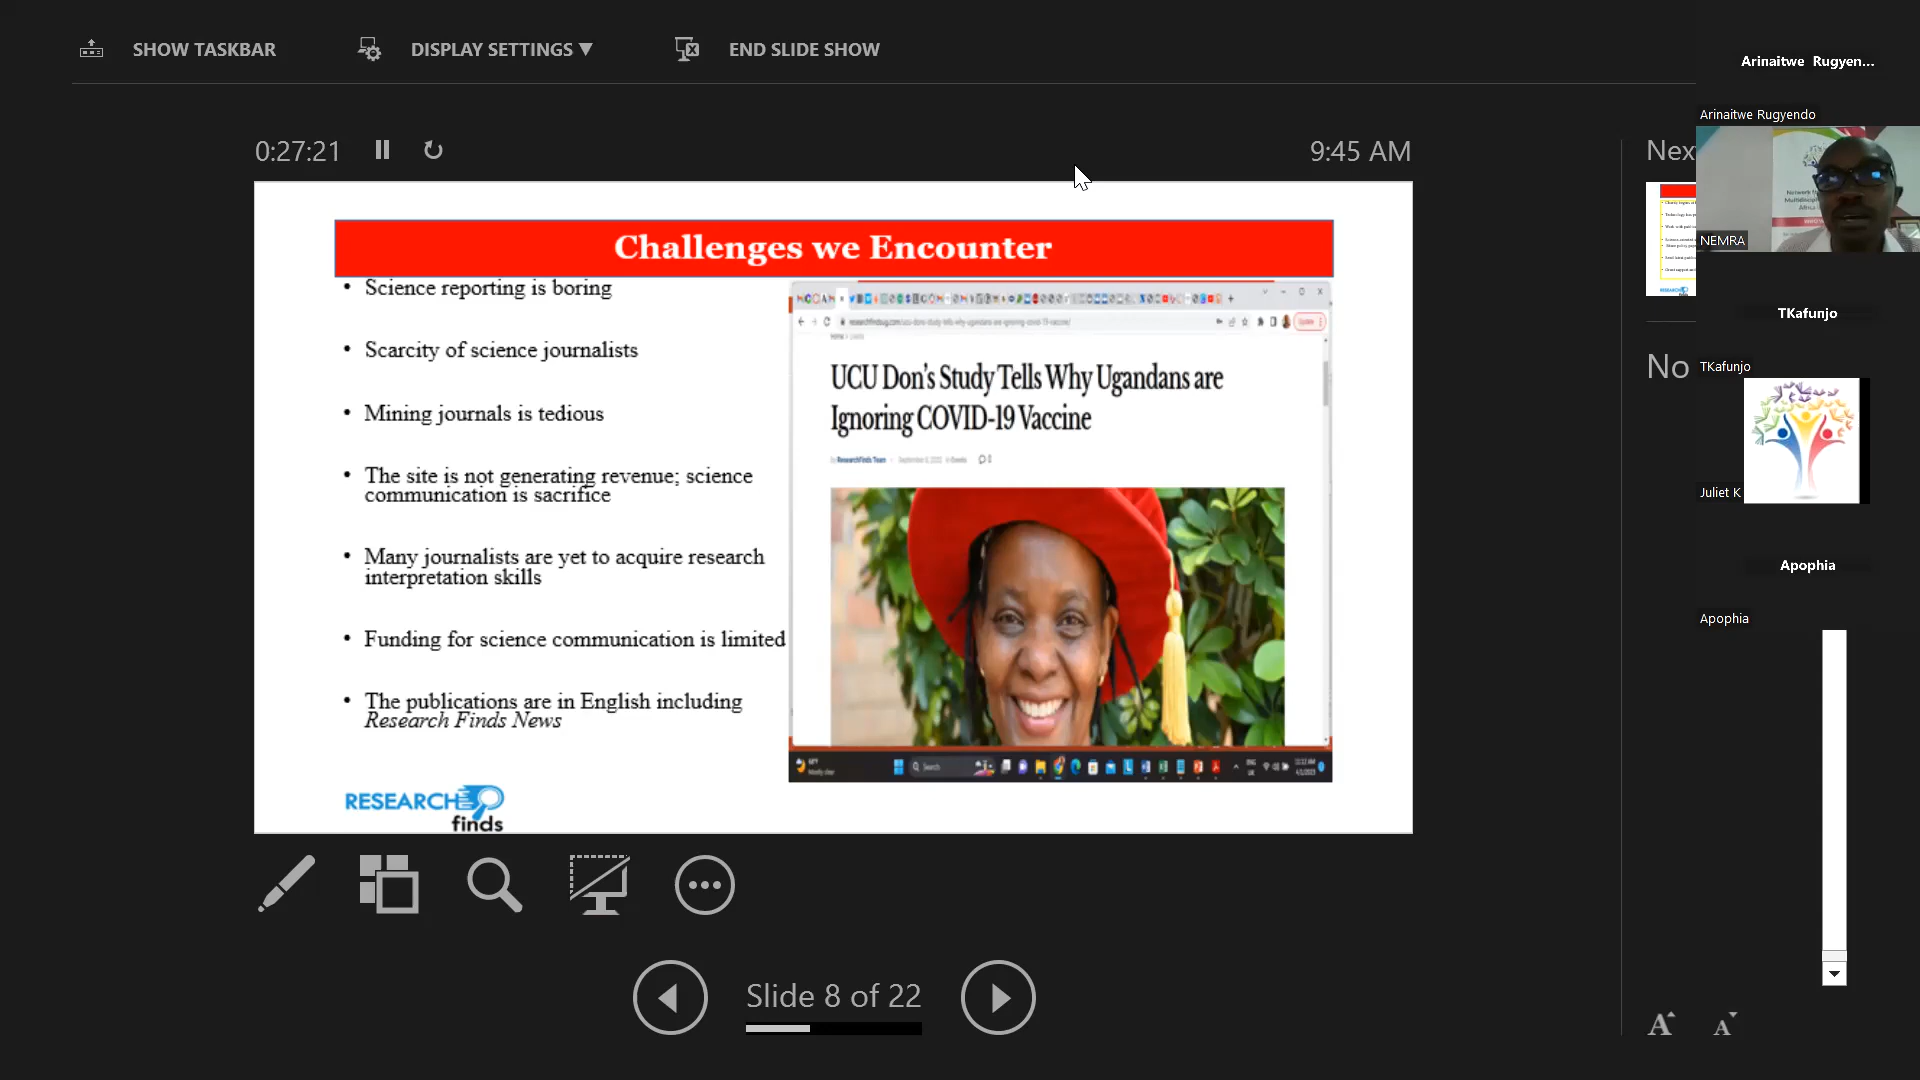 SHOW TASKBAR
DISPLAY SETTINGS ▼
END SLIDE SHOW
0:27:21
9:45 AM
Challenges we Encounter
• Science reporting is boring
• Scarcity of science journalists
• Mining journals is tedious
• The site is not generating revenue; science
communication is sacrifice
• Many journalists are yet to acquire research
interpretation skills
• Funding for science communication is limited
• The publications are in English including
Research Finds News
RESEARCH
finds
UCU Don's Study Tells Why Ugandans are
Ignoring COVID-19 Vaccine
by ResearchFinds Team
Search
Slide 8 of 22
Nex
No
Arinaitwe Rugyen...
Arinaitwe Rugyendo
NEMRA
TKafunjo
TKafunjo
Juliet K
Apophia
Apophia
A A